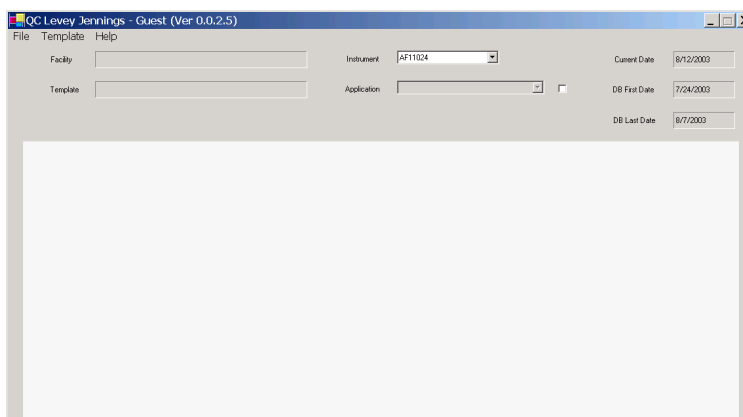 QC Levey Jennings - Guest (Ver 0.0.2.5)
File Template Help
Facility Instrument AF11024 Current Date 8/12/2003
Template Application DB First Date 7/24/2003
DB Last Date 8/7/2003